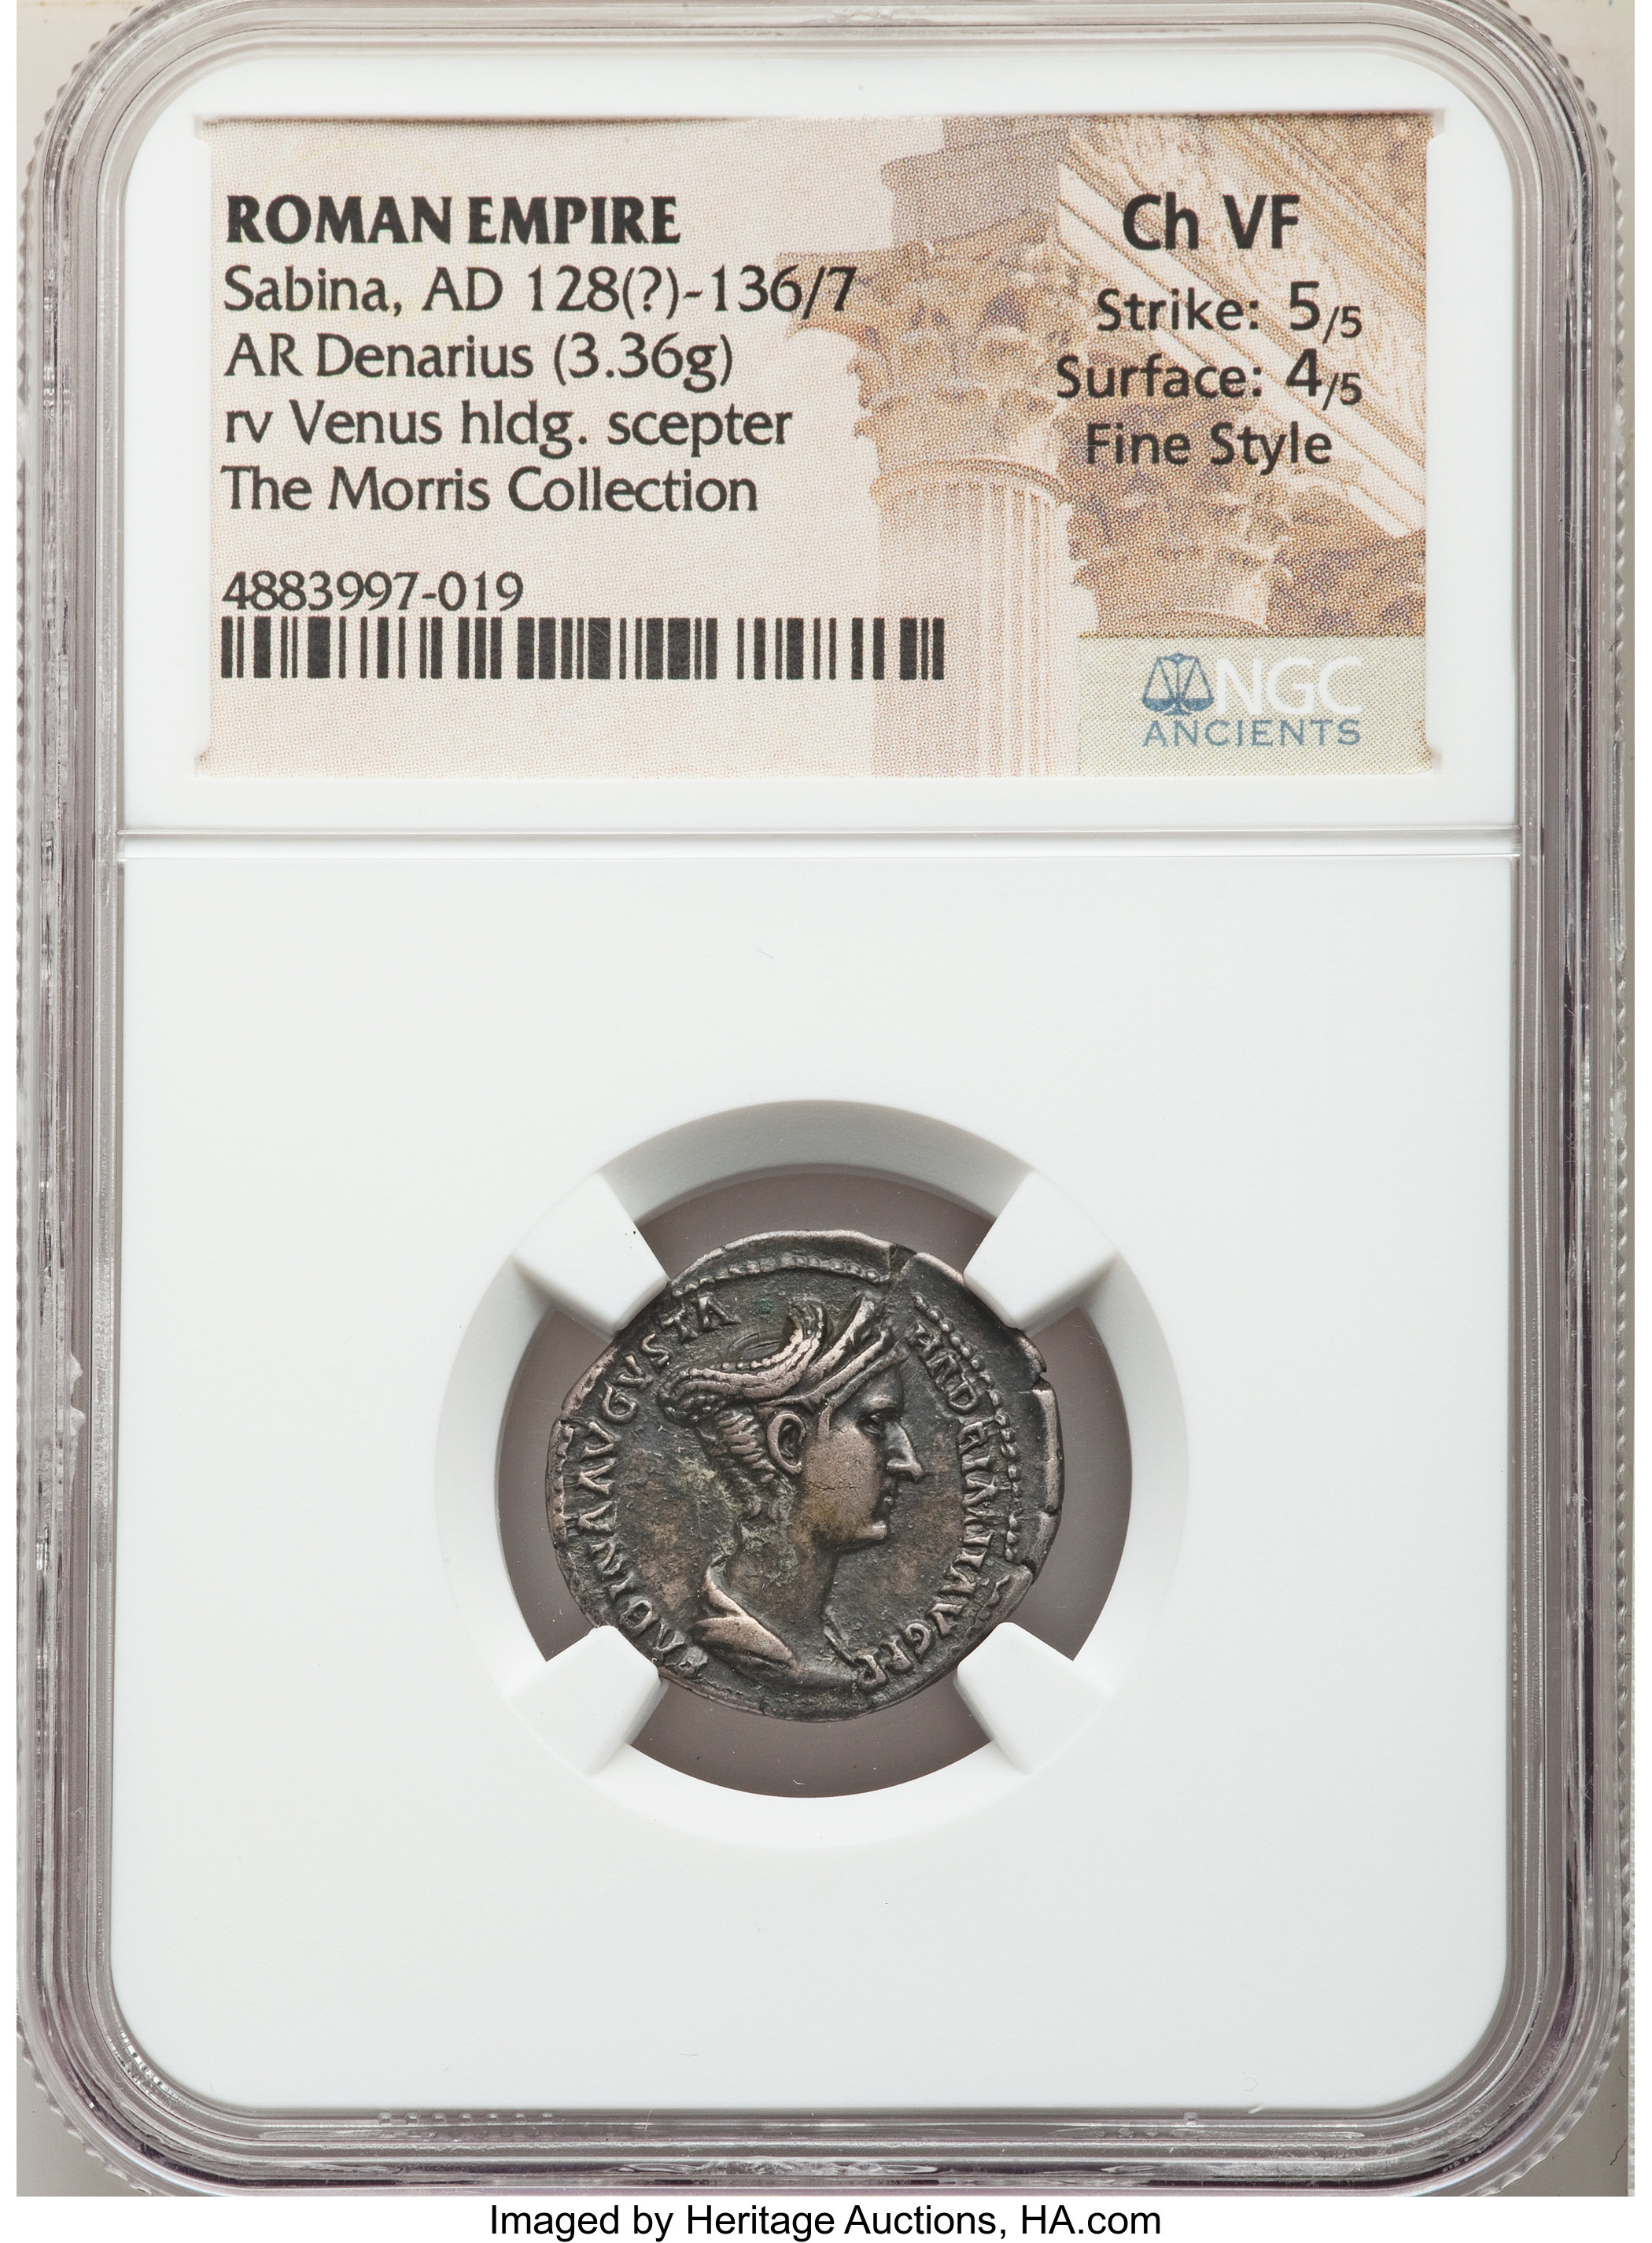 ROMAN EMPIRE
Sabina, AD 128(?)-136/7
AR Denarius (3.36g)
rv Venus hldg. scepter
The Morris Collection
4883997-019
Ch VF
Strike: 5/5
Surface: 4/5
Fine Style
NGC
ANCIENTS
SABINA AVGVSTA
HADRIANI AVG PP
Imaged by Heritage Auctions, HA.com